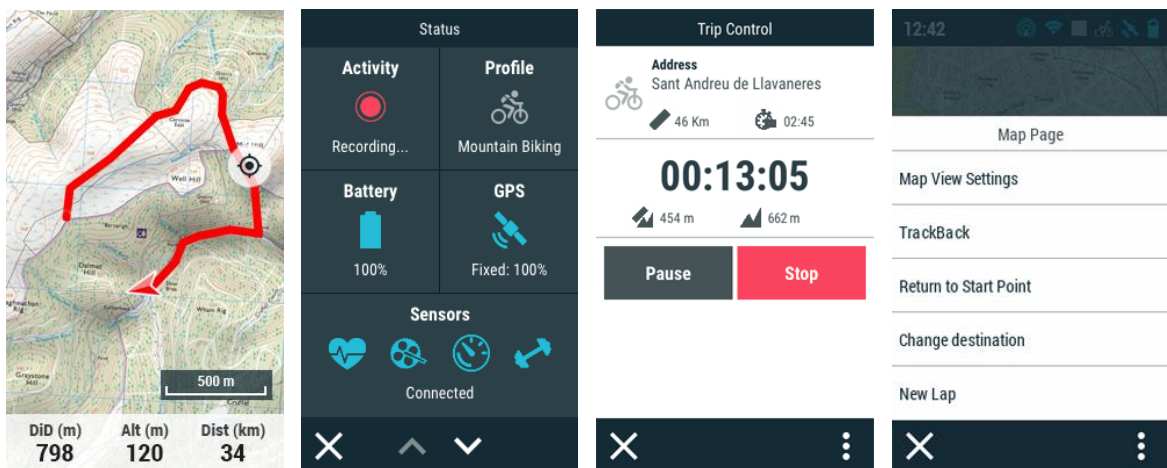 Well Hill
500 m
DiD (m)
Alt (m)
Dist (km)
798
120
34
Status
Activity
Profile
Recording...
Mountain Biking
Battery
GPS
100%
Fixed: 100%
Sensors
Connected
Trip Control
Address
Sant Andreu de Llavaneres
46 Km
02:45
00:13:05
454 m
662 m
Pause
Stop
12:42
Map Page
Map View Settings
TrackBack
Return to Start Point
Change destination
New Lap